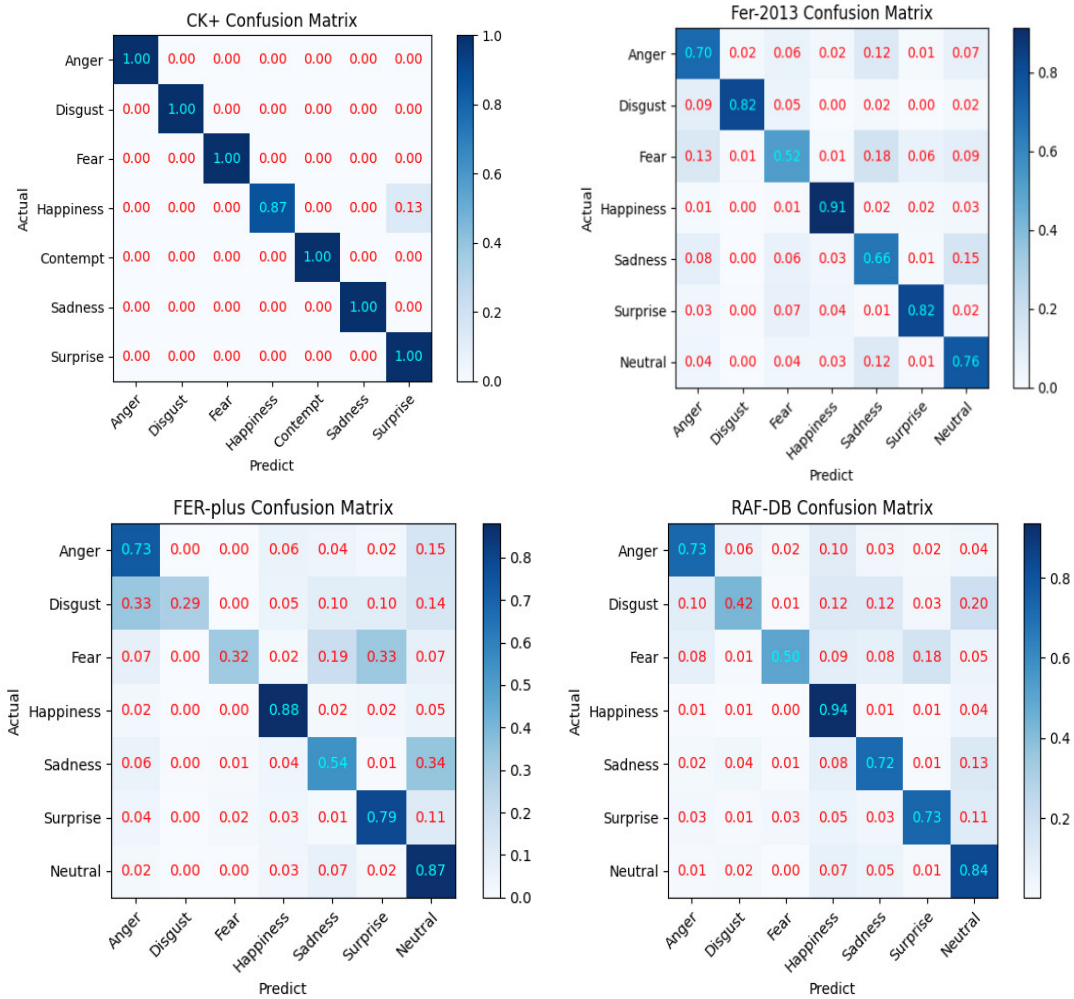 CK+ Confusion Matrix
Anger 1.00 0.00 0.00 0.00 0.00 0.00 0.00
Disgust 0.00 1.00 0.00 0.00 0.00 0.00 0.00
Fear 0.00 0.00 1.00 0.00 0.00 0.00 0.00
Happiness 0.00 0.00 0.00 0.87 0.00 0.00 0.13
Contempt 0.00 0.00 0.00 0.00 1.00 0.00 0.00
Sadness 0.00 0.00 0.00 0.00 0.00 1.00 0.00
Surprise 0.00 0.00 0.00 0.00 0.00 0.00 1.00
Actual
Anger Disgust Fear Happiness Contempt Sadness Surprise
Predict
1.0
0.8
0.6
0.4
0.2
0.0
Fer-2013 Confusion Matrix
Anger 0.70 0.02 0.06 0.02 0.12 0.01 0.07
Disgust 0.09 0.82 0.05 0.00 0.02 0.00 0.02
Fear 0.13 0.01 0.52 0.01 0.18 0.06 0.09
Happiness 0.01 0.00 0.01 0.91 0.02 0.02 0.03
Sadness 0.08 0.00 0.06 0.03 0.66 0.01 0.15
Surprise 0.03 0.00 0.07 0.04 0.01 0.82 0.02
Neutral 0.04 0.00 0.04 0.03 0.12 0.01 0.76
Actual
Anger Disgust Fear Happiness Sadness Surprise Neutral
Predict
0.8
0.6
0.4
0.2
0.0
FER-plus Confusion Matrix
Anger 0.73 0.00 0.00 0.06 0.04 0.02 0.15
Disgust 0.33 0.29 0.00 0.05 0.10 0.10 0.14
Fear 0.07 0.00 0.32 0.02 0.19 0.33 0.07
Happiness 0.02 0.00 0.00 0.88 0.02 0.02 0.05
Sadness 0.06 0.00 0.01 0.04 0.54 0.01 0.34
Surprise 0.04 0.00 0.02 0.03 0.01 0.79 0.11
Neutral 0.02 0.00 0.00 0.03 0.07 0.02 0.87
Actual
Anger Disgust Fear Happiness Sadness Surprise Neutral
Predict
0.8
0.7
0.6
0.5
0.4
0.3
0.2
0.1
0.0
RAF-DB Confusion Matrix
Anger 0.73 0.06 0.02 0.10 0.03 0.02 0.04
Disgust 0.10 0.42 0.01 0.12 0.12 0.03 0.20
Fear 0.08 0.01 0.50 0.09 0.08 0.18 0.05
Happiness 0.01 0.01 0.00 0.94 0.01 0.01 0.04
Sadness 0.02 0.04 0.01 0.08 0.72 0.01 0.13
Surprise 0.03 0.01 0.03 0.05 0.03 0.73 0.11
Neutral 0.01 0.02 0.00 0.07 0.05 0.01 0.84
Actual
Anger Disgust Fear Happiness Sadness Surprise Neutral
Predict
0.8
0.6
0.4
0.2